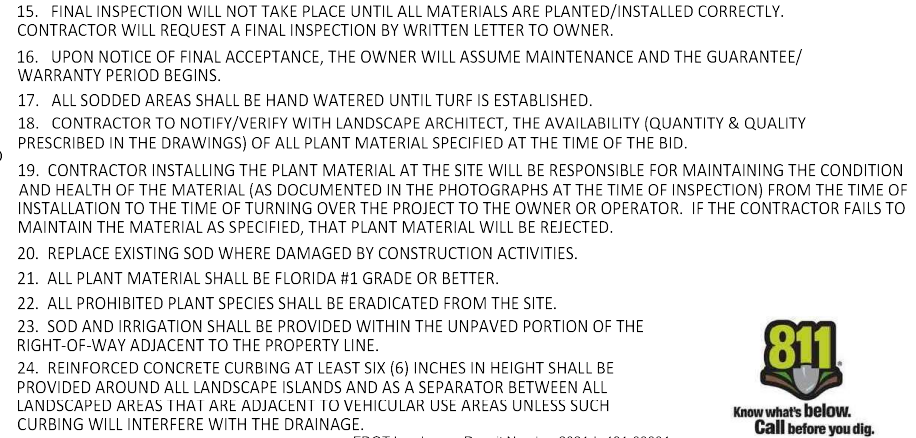 15. FINAL INSPECTION WILL NOT TAKE PLACE UNTIL ALL MATERIALS ARE PLANTED/INSTALLED CORRECTLY.
CONTRACTOR WILL REQUEST A FINAL INSPECTION BY WRITTEN LETTER TO OWNER.
16. UPON NOTICE OF FINAL ACCEPTANCE, THE OWNER WILL ASSUME MAINTENANCE AND THE GUARANTEE/
WARRANTY PERIOD BEGINS.
17. ALL SODDED AREAS SHALL BE HAND WATERED UNTIL TURF IS ESTABLISHED.
18. CONTRACTOR TO NOTIFY/VERIFY WITH LANDSCAPE ARCHITECT, THE AVAILABILITY (QUANTITY & QUALITY
PRESCRIBED IN THE DRAWINGS) OF ALL PLANT MATERIAL SPECIFIED AT THE TIME OF THE BID.
19. CONTRACTOR INSTALLING THE PLANT MATERIAL AT THE SITE WILL BE RESPONSIBLE FOR MAINTAINING THE CONDITION
AND HEALTH OF THE MATERIAL (AS DOCUMENTED IN THE PHOTOGRAPHS AT THE TIME OF INSPECTION) FROM THE TIME OF
INSTALLATION TO THE TIME OF TURNING OVER THE PROJECT TO THE OWNER OR OPERATOR. IF THE CONTRACTOR FAILS TO
MAINTAIN THE MATERIAL AS SPECIFIED, THAT PLANT MATERIAL WILL BE REJECTED.
20. REPLACE EXISTING SOD WHERE DAMAGED BY CONSTRUCTION ACTIVITIES.
21. ALL PLANT MATERIAL SHALL BE FLORIDA #1 GRADE OR BETTER.
22. ALL PROHIBITED PLANT SPECIES SHALL BE ERADICATED FROM THE SITE.
23. SOD AND IRRIGATION SHALL BE PROVIDED WITHIN THE UNPAVED PORTION OF THE
RIGHT-OF-WAY ADJACENT TO THE PROPERTY LINE.
24. REINFORCED CONCRETE CURBING AT LEAST SIX (6) INCHES IN HEIGHT SHALL BE
PROVIDED AROUND ALL LANDSCAPE ISLANDS AND AS A SEPARATOR BETWEEN ALL
LANDSCAPED AREAS THAT ARE ADJACENT TO VEHICULAR USE AREAS UNLESS SUCH
CURBING WILL INTERFERE WITH THE DRAINAGE.
811
Know what's below.
Call before you dig.